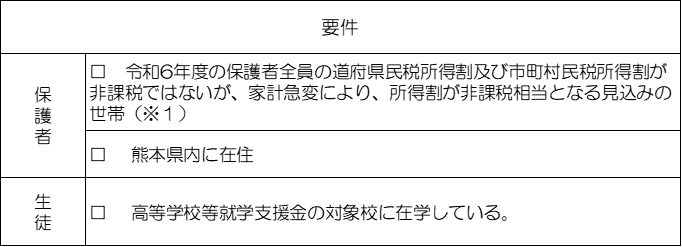 要件
保護者
□ 令和6年度の保護者全員の道府県民税所得割及び市町村民税所得割が
非課税ではないが、家計急変により、所得割が非課税相当となる見込みの
世帯（※１）
□ 熊本県内に在住
生徒
□ 高等学校等就学支援金の対象校に在学している。